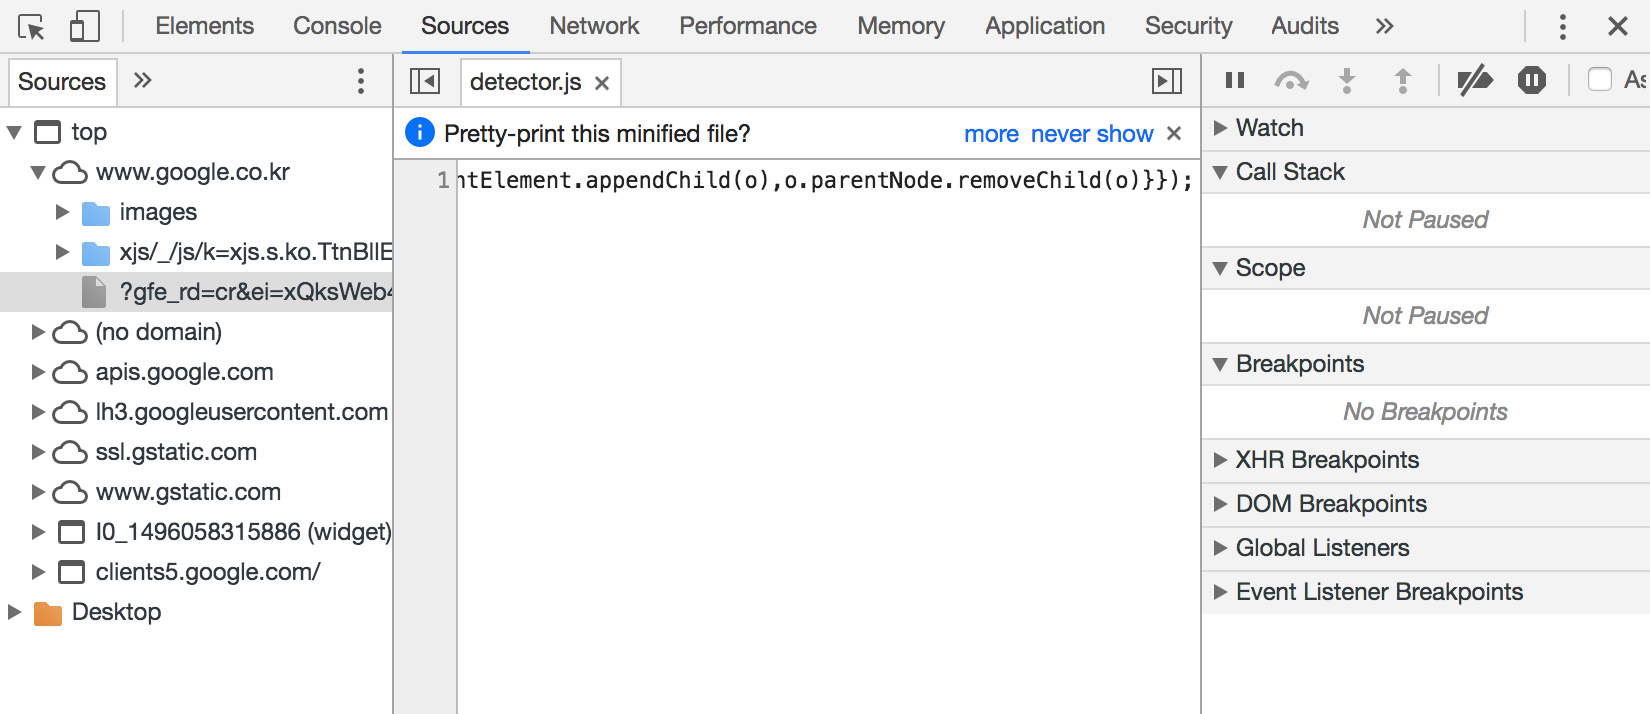 Elements Console Sources Network Performance Memory Application Security Audits »
Sources »
detector.js ×
As
Pretty-print this minified file? more never show ×
1 ntElement.appendChild(o),o.parentNode.removeChild(o)}});
top
www.google.co.kr
images
xjs/_/js/k=xjs.s.ko.TtnBllE
?gfe_rd=cr&ei=xQksWeb4
(no domain)
apis.google.com
lh3.googleusercontent.com
ssl.gstatic.com
www.gstatic.com
I0_1496058315886 (widget)
clients5.google.com/
Desktop
Watch
Call Stack
Not Paused
Scope
Not Paused
Breakpoints
No Breakpoints
XHR Breakpoints
DOM Breakpoints
Global Listeners
Event Listener Breakpoints